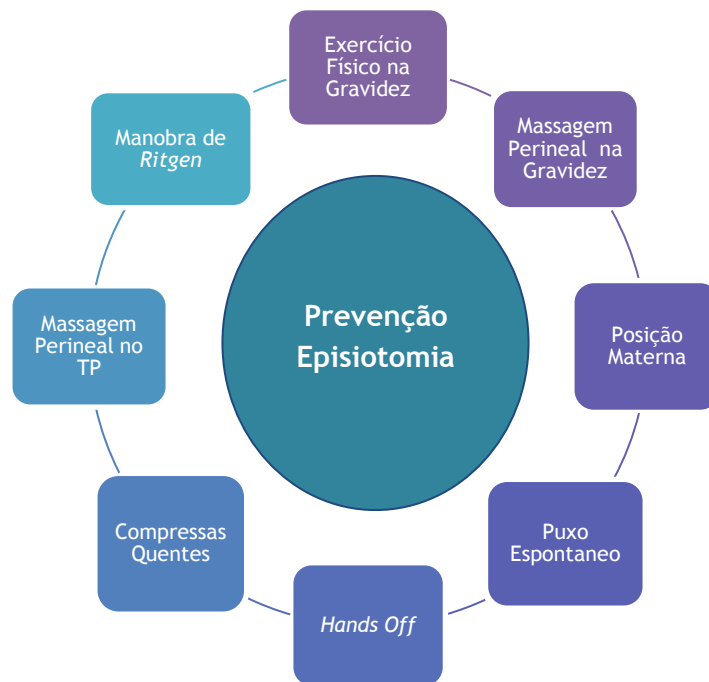 Exercício
Físico na
Gravidez
Massagem
Perineal na
Gravidez
Posição
Materna
Puxo
Espontaneo
Hands Off
Compressas
Quentes
Massagem
Perineal no
TP
Manobra de
Ritgen
Prevenção
Episiotomia